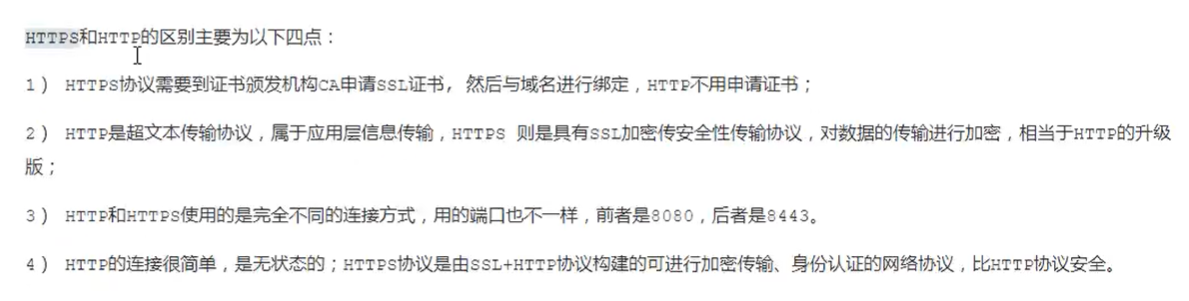 HTTPS和HTTP的区别主要为以下四点：
1） HTTPS协议需要到证书颁发机构CA申请SSL证书，然后与域名进行绑定，HTTP不用申请证书；
2） HTTP是超文本传输协议，属于应用层信息传输，HTTPS 则是具有SSL加密传安全性传输协议，对数据的传输进行加密，相当于HTTP的升级
版；
3） HTTP和HTTPS使用的是完全不同的连接方式，用的端口也不一样，前者是8080，后者是8443。
4） HTTP的连接很简单，是无状态的；HTTPS协议是由SSL+HTTP协议构建的可进行加密传输、身份认证的网络协议，比HTTP协议安全。